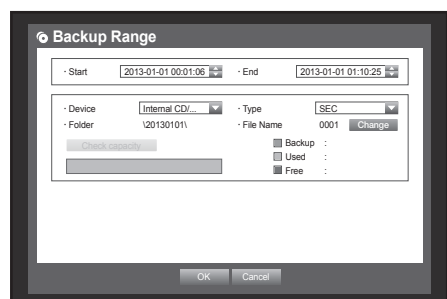 Backup Range
· Start 2013-01-01 00:01:06 · End 2013-01-01 01:10:25
· Device Internal CD/... · Type SEC
· Folder \20130101\ · File Name 0001 Change
Check capacity Backup :
Used :
Free :
OK Cancel